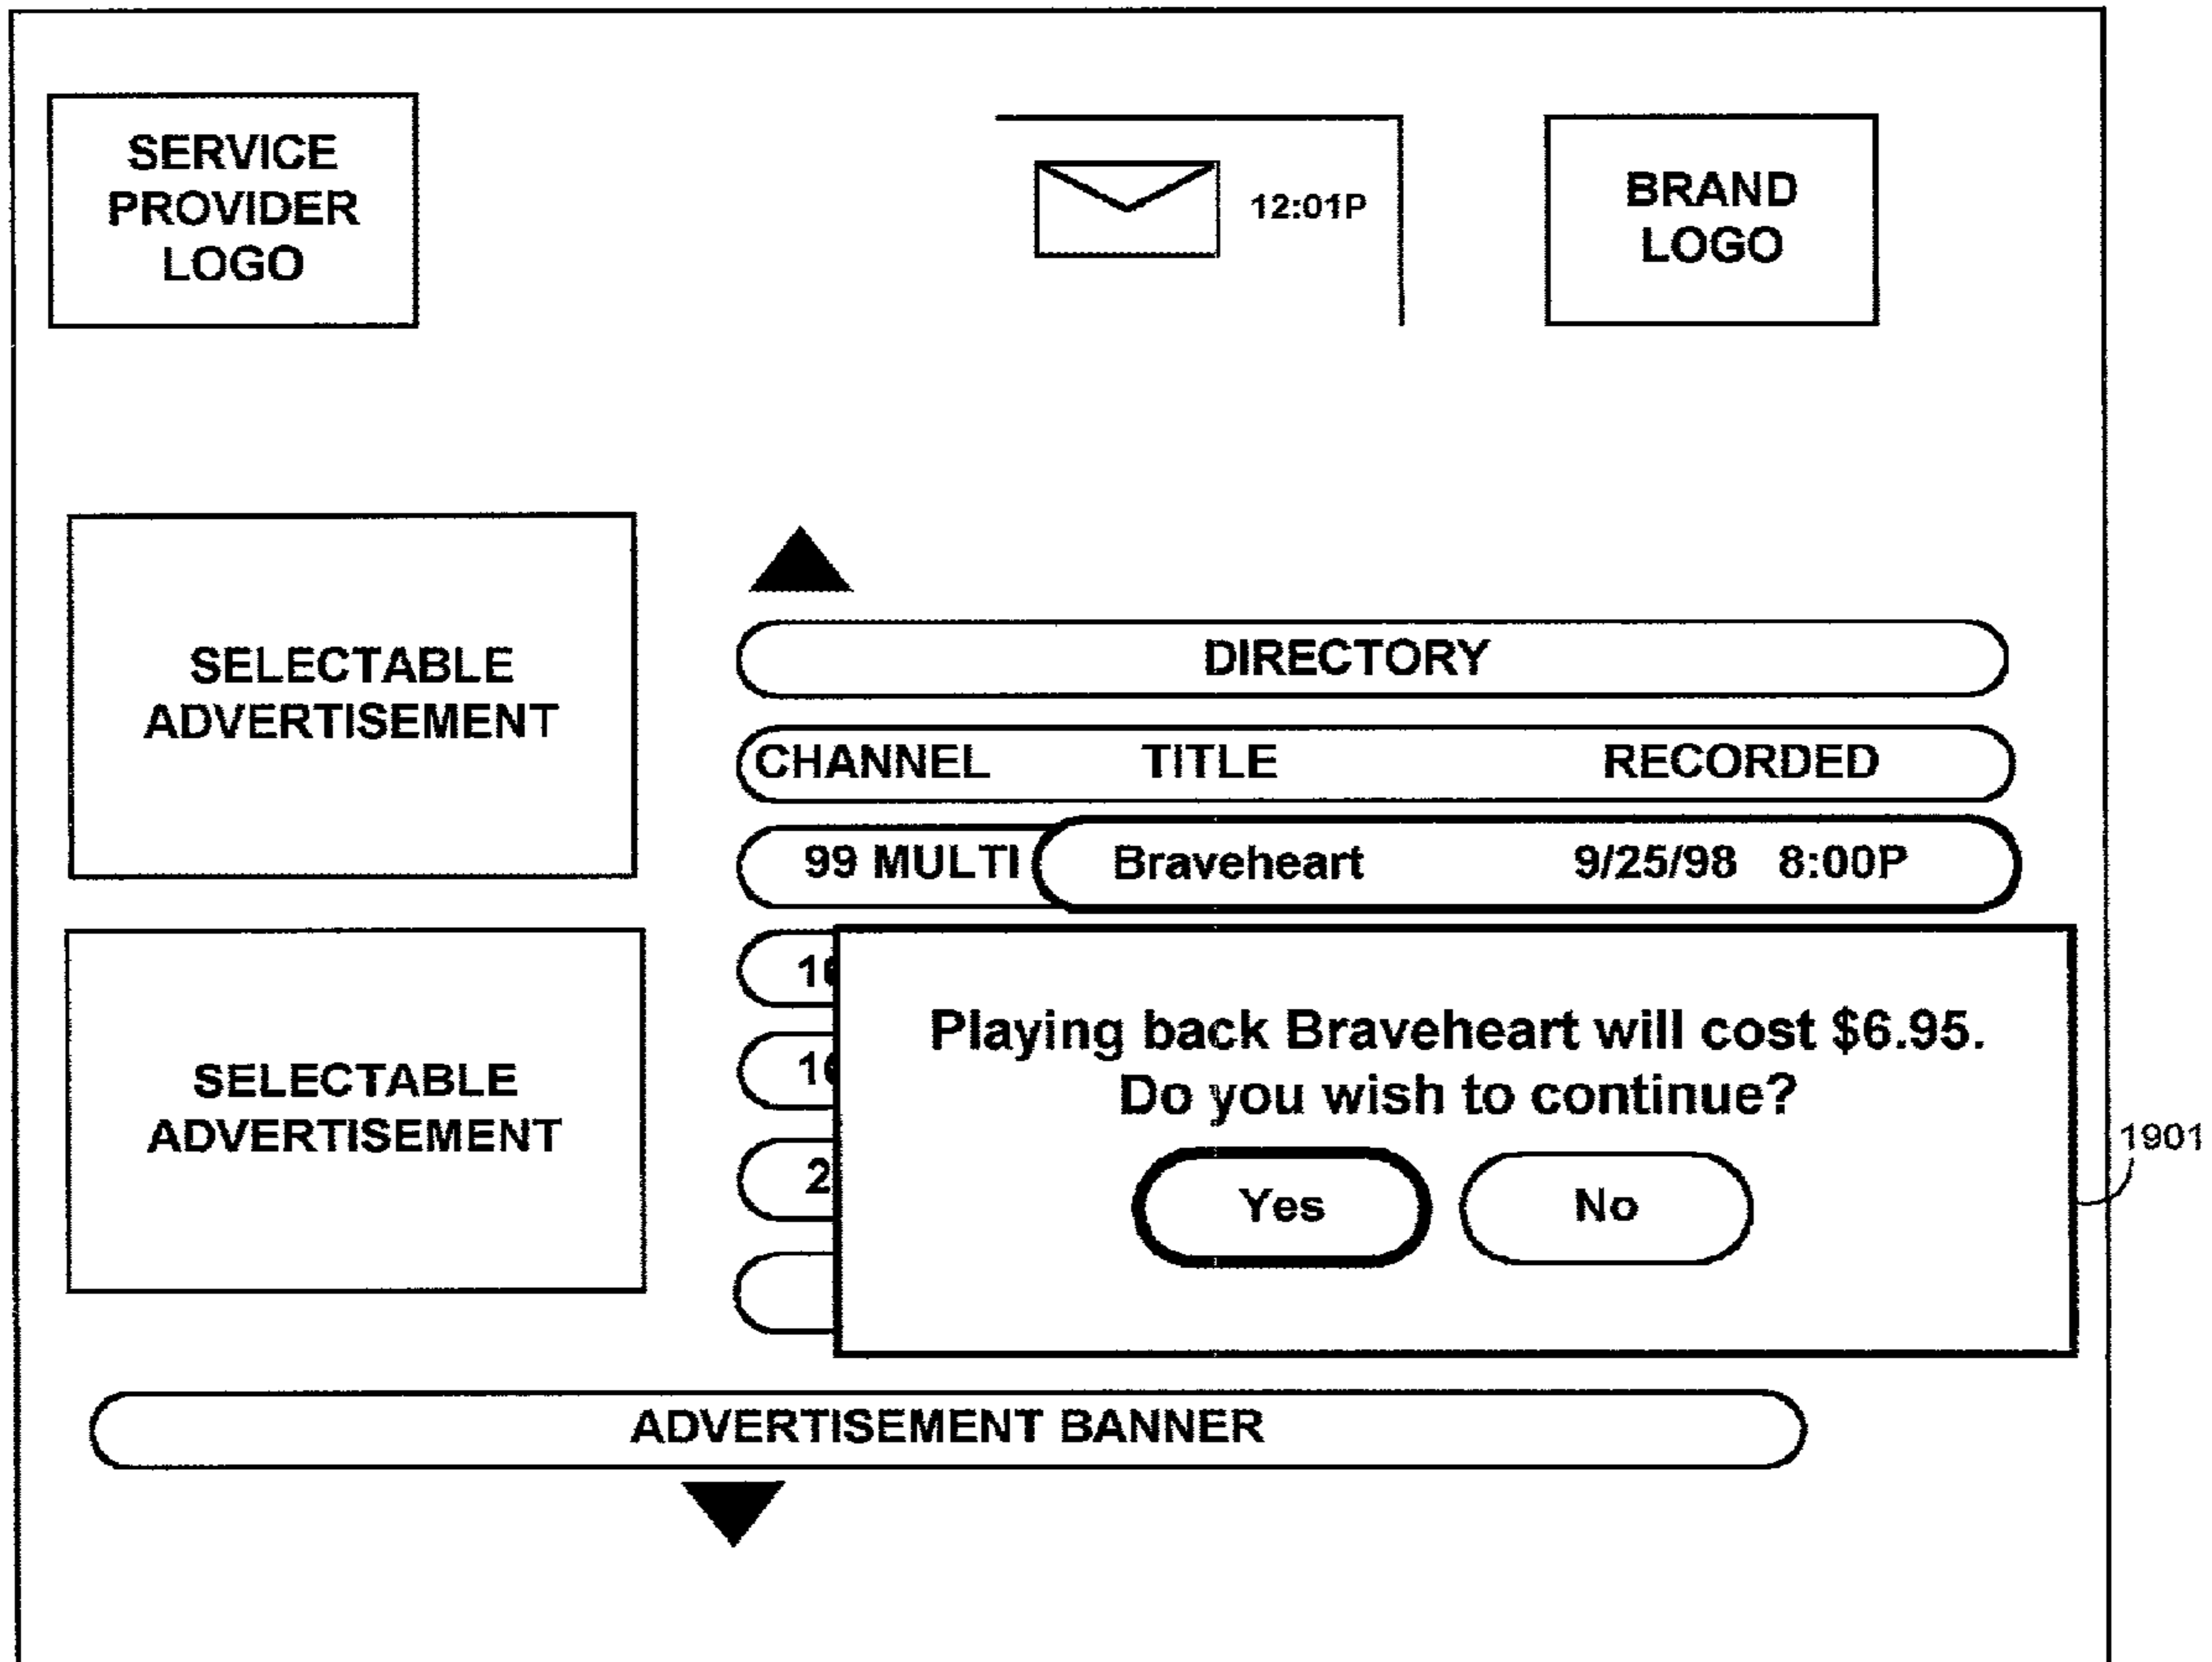 SERVICE
PROVIDER
LOGO
12:01P
BRAND
LOGO
SELECTABLE
ADVERTISEMENT
DIRECTORY
CHANNEL TITLE RECORDED
99 MULTI Braveheart 9/25/98 8:00P
SELECTABLE
ADVERTISEMENT
Playing back Braveheart will cost $6.95.
Do you wish to continue?
Yes No
1901
ADVERTISEMENT BANNER